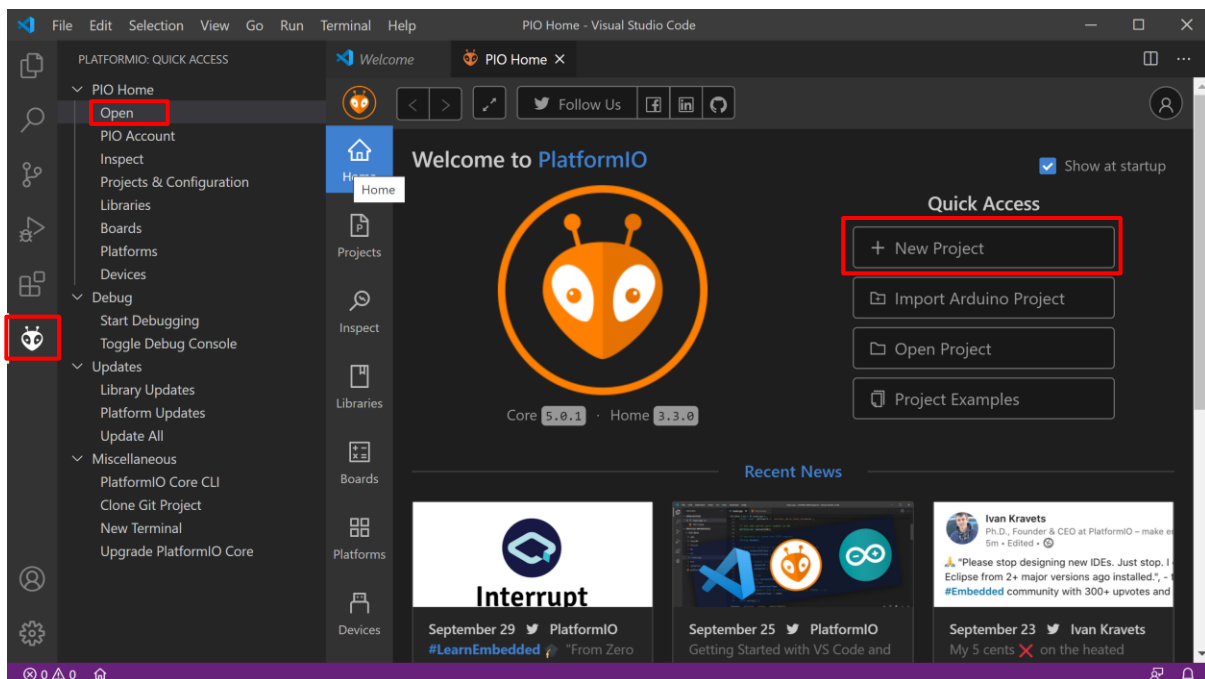 File Edit Selection View Go Run Terminal Help PIO Home - Visual Studio Code
PLATFORMIO: QUICK ACCESS
PIO Home
Open
PIO Account
Inspect
Projects & Configuration
Libraries
Boards
Platforms
Devices
Debug
Start Debugging
Toggle Debug Console
Updates
Library Updates
Platform Updates
Update All
Miscellaneous
PlatformIO Core CLI
Clone Git Project
New Terminal
Upgrade PlatformIO Core
Welcome PIO Home
Follow Us
Home
Home
Projects
Inspect
Libraries
Boards
Platforms
Devices
Welcome to PlatformIO
Show at startup
Core 5.0.1 · Home 3.3.0
Quick Access
+ New Project
Import Arduino Project
Open Project
Project Examples
Recent News
Interrupt
September 29 PlatformIO
#LearnEmbedded "From Zero
September 25 PlatformIO
Getting Started with VS Code and
Ivan Kravets
Ph.D., Founder & CEO at PlatformIO – make
5m • Edited •
"Please stop designing new IDEs. Just stop. I
Eclipse from 2+ major versions ago installed.", -
#Embedded community with 300+ upvotes and
September 23 Ivan Kravets
My 5 cents ❌ on the heated
0 0